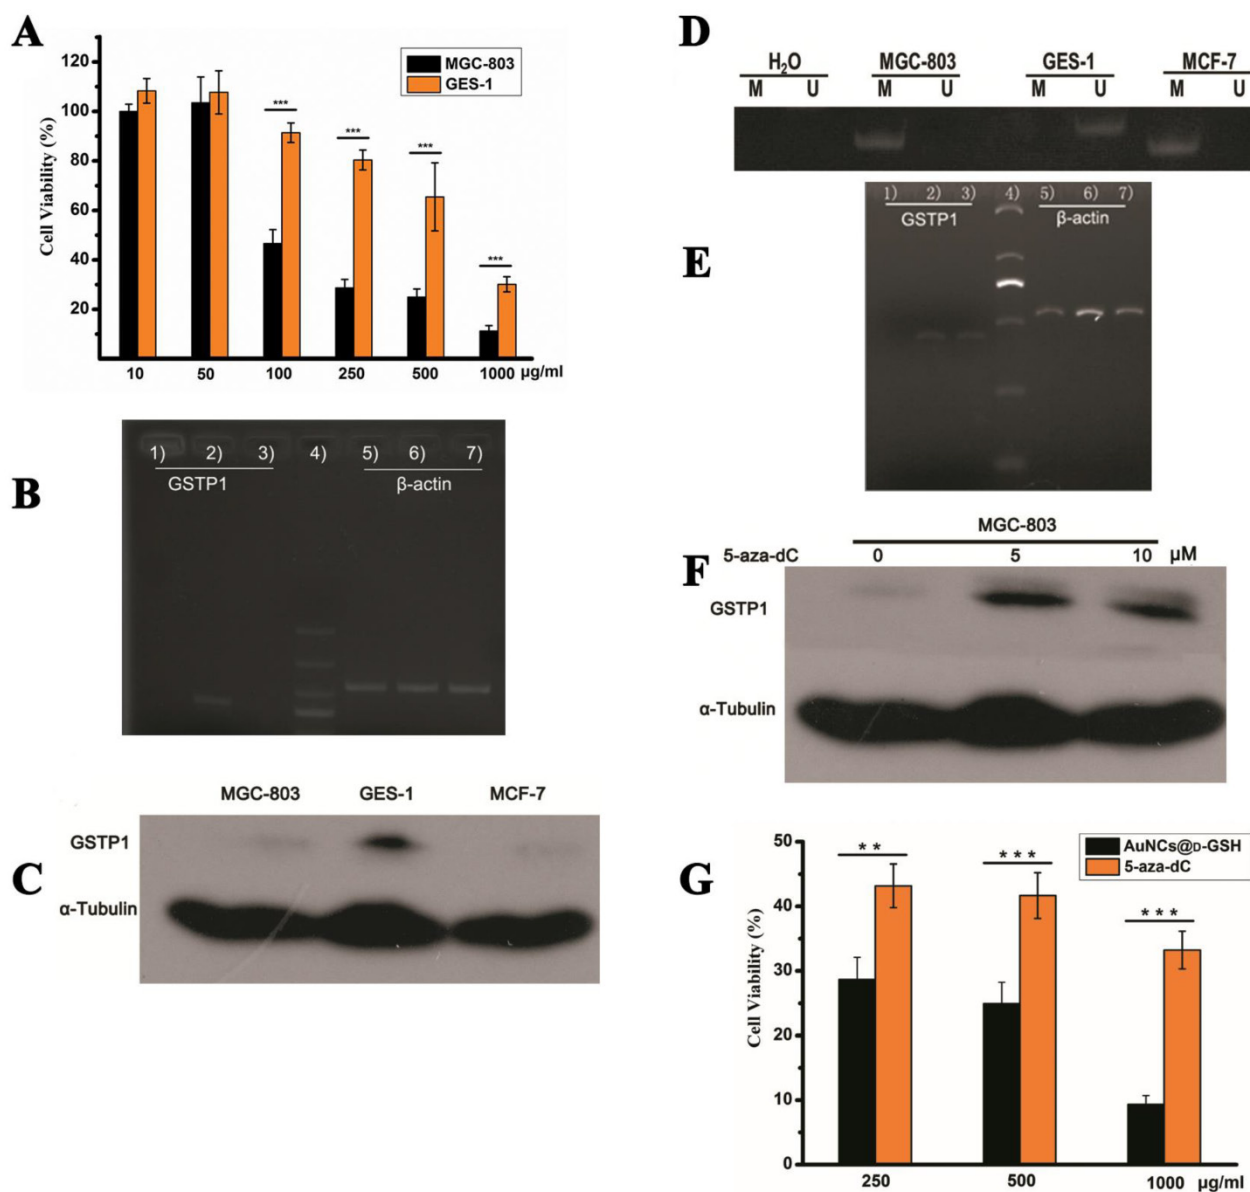 A
120
100
80
60
40
20
Cell Viability (%)
MGC-803
GES-1
***
***
***
***
10 50 100 250 500 1000 μg/ml
B
1) 2) 3) 4) 5) 6) 7)
GSTP1 β-actin
C
MGC-803 GES-1 MCF-7
GSTP1
α-Tubulin
D
H₂O MGC-803 GES-1 MCF-7
M U M U M U M U
E
1) 2) 3) 4) 5) 6) 7)
GSTP1 β-actin
F
MGC-803
5-aza-dC 0 5 10 μM
GSTP1
α-Tubulin
G
50
40
30
20
10
0
Cell Viability (%)
AuNCs@D-GSH
5-aza-dC
**
***
***
250 500 1000 μg/ml